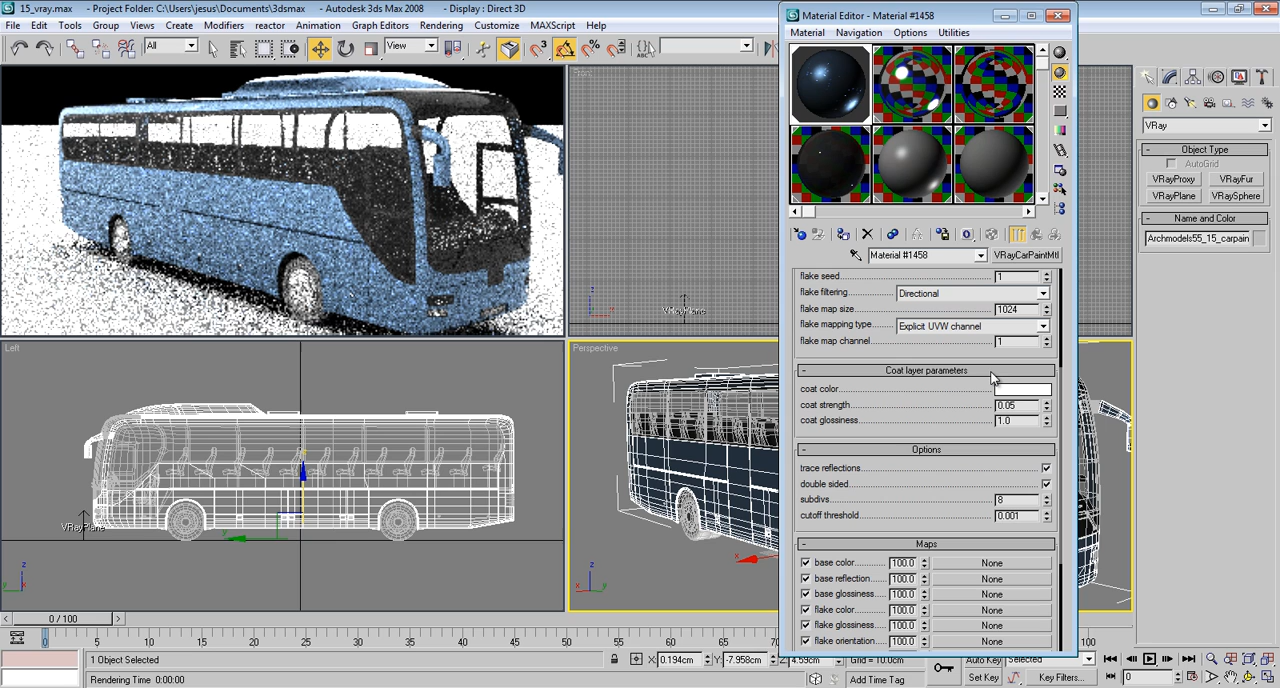 15_vray.max - Project Folder: C:\Users\jesus\Documents\3dsmax - Autodesk 3ds Max 2008 - Display : Direct 3D
File Edit Tools Group Views Create Modifiers reactor Animation Graph Editors Rendering Customize MAXScript Help
All
View
Material Editor - Material #1458
Material Navigation Options Utilities
Material #1458
VRayCarPaintMtl
flake seed 1
flake filtering Directional
flake map size 1024
flake mapping type Explicit UVW channel
flake map channel 1
- Coat layer parameters
coat color
coat strength 0.05
coat glossiness 1.0
- Options
trace reflections
double sided
subdivs 8
cutoff threshold 0.001
- Maps
base color 100.0 None
base reflection 100.0 None
base glossiness 100.0 None
flake color 100.0 None
flake glossiness 100.0 None
flake orientation 100.0 None
VRay
- Object Type
AutoGrid
VRayProxy VRayFur
VRayPlane VRaySphere
- Name and Color
Archmodels55_15_carpain
Front
VRayPlane
z
Left
VRayPlane
z
y
x
Perspective
z
x
x
< 0 / 100 >
0 5 10 15 20 25 30 35 40 45 50 55 60 65 70 100
1 Object Selected
X: 0.194cm Y: -7.958cm Z: 4.59cm Grid = 10.0cm
Rendering Time 0:00:00
Add Time Tag
Auto Key Selected
Set Key Key Filters...
0